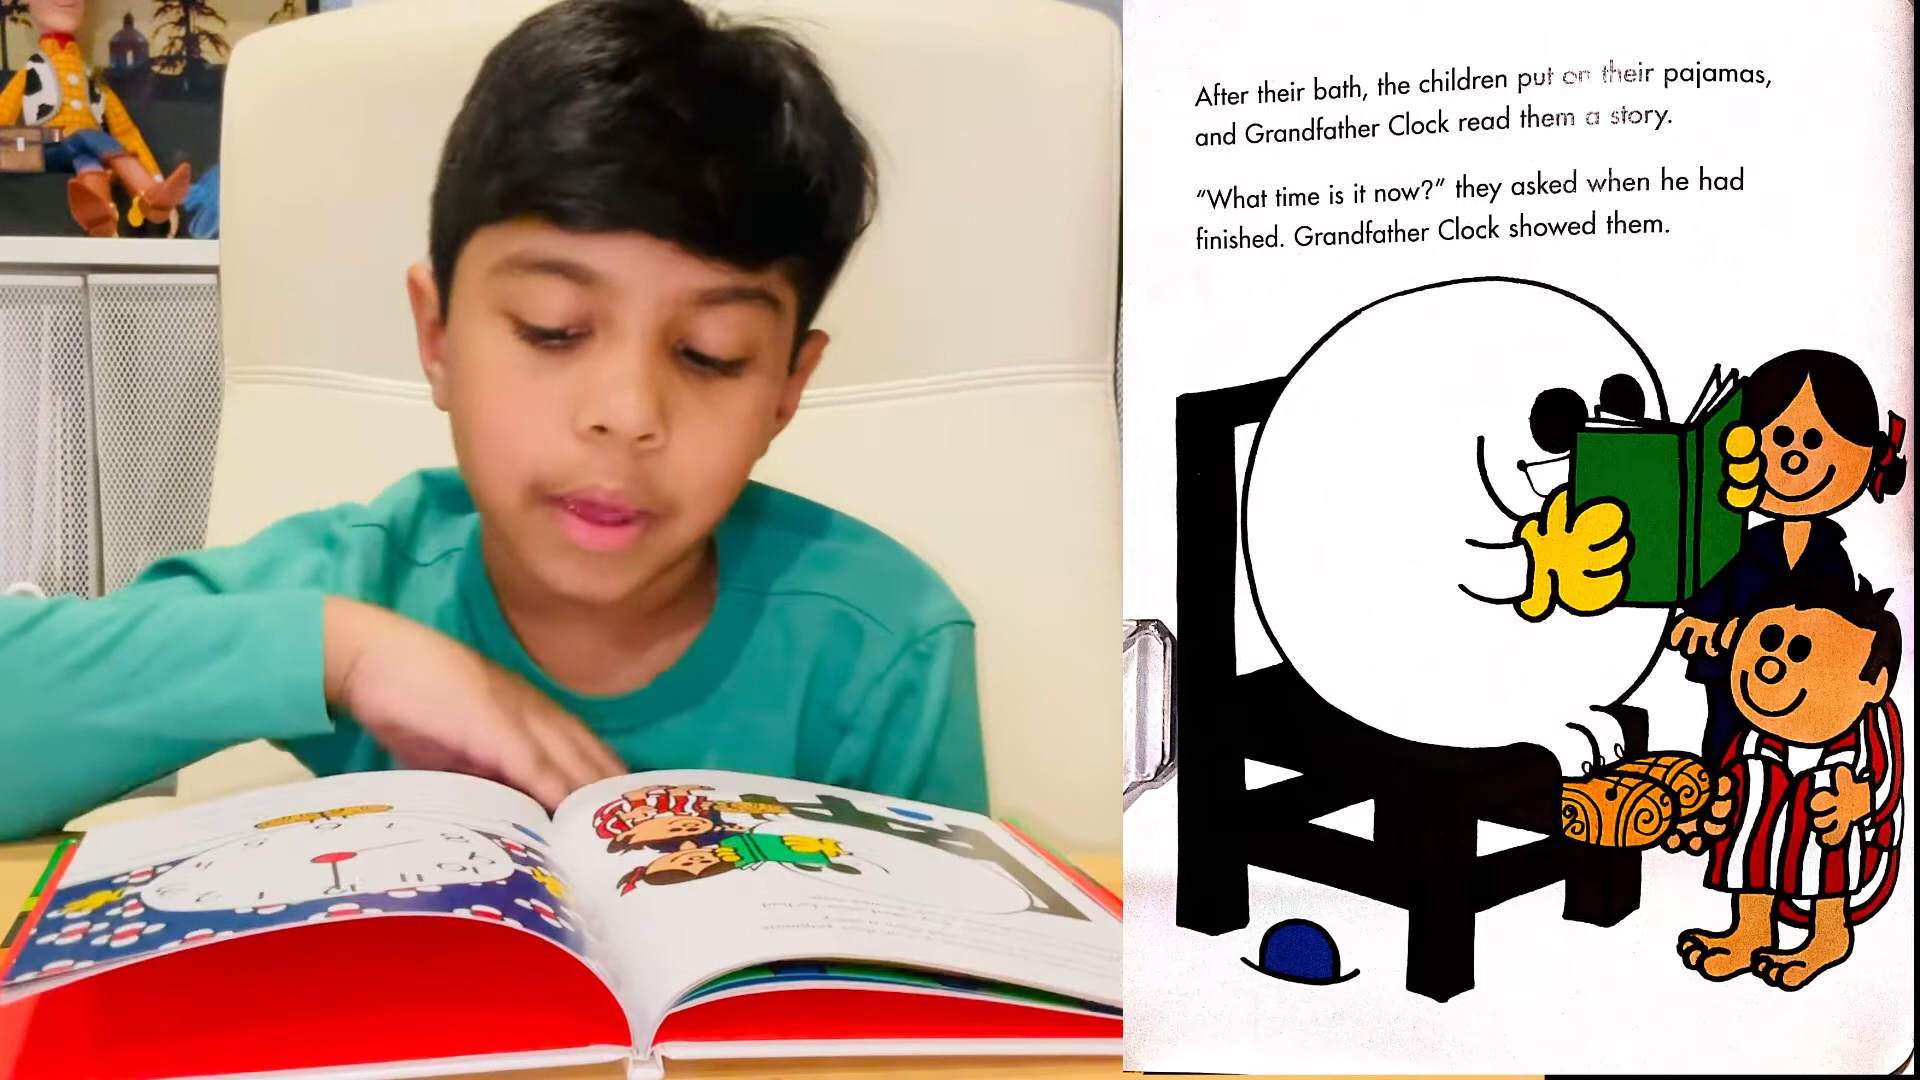 After their bath, the children put on their pajamas,
and Grandfather Clock read them a story.
“What time is it now?” they asked when he had
finished. Grandfather Clock showed them.